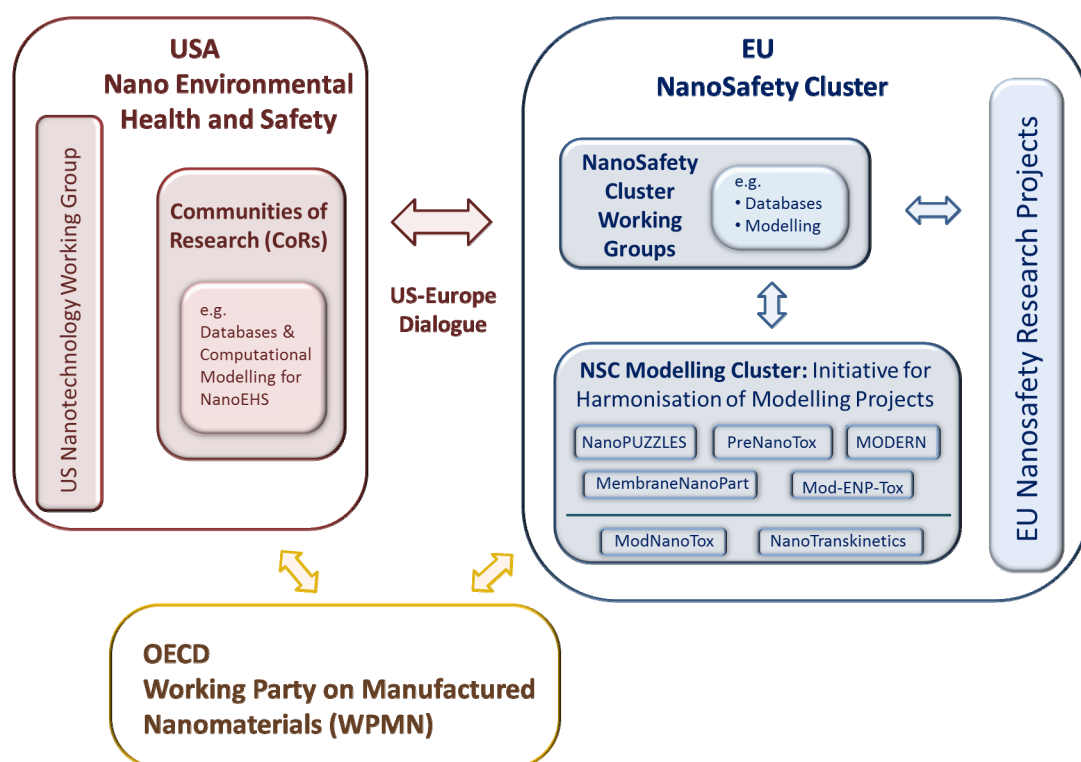 USA
Nano Environmental
Health and Safety
US Nanotechnology Working Group
Communities of
Research (CoRs)
e.g.
Databases &
Computational
Modelling for
NanoEHS
US-Europe
Dialogue
EU
NanoSafety Cluster
NanoSafety
Cluster
Working
Groups
e.g.
• Databases
• Modelling
EU Nanosafety Research Projects
NSC Modelling Cluster: Initiative for
Harmonisation of Modelling Projects
NanoPUZZLES
PreNanoTox
MODERN
MembraneNanoPart
Mod-ENP-Tox
ModNanoTox
NanoTranskinetics
OECD
Working Party on Manufactured
Nanomaterials (WPMN)